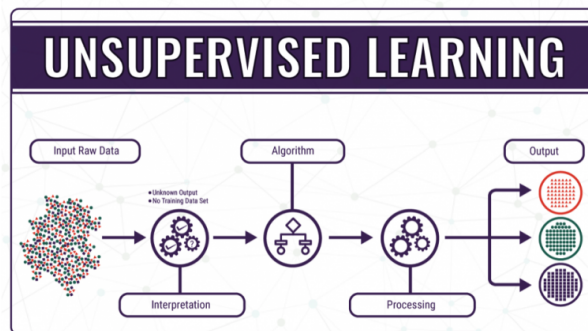 UNSUPERVISED LEARNING
Input Raw Data
Algorithm
Output
◆Unknown Output
◆No Training Data Set
?
Interpretation
Processing